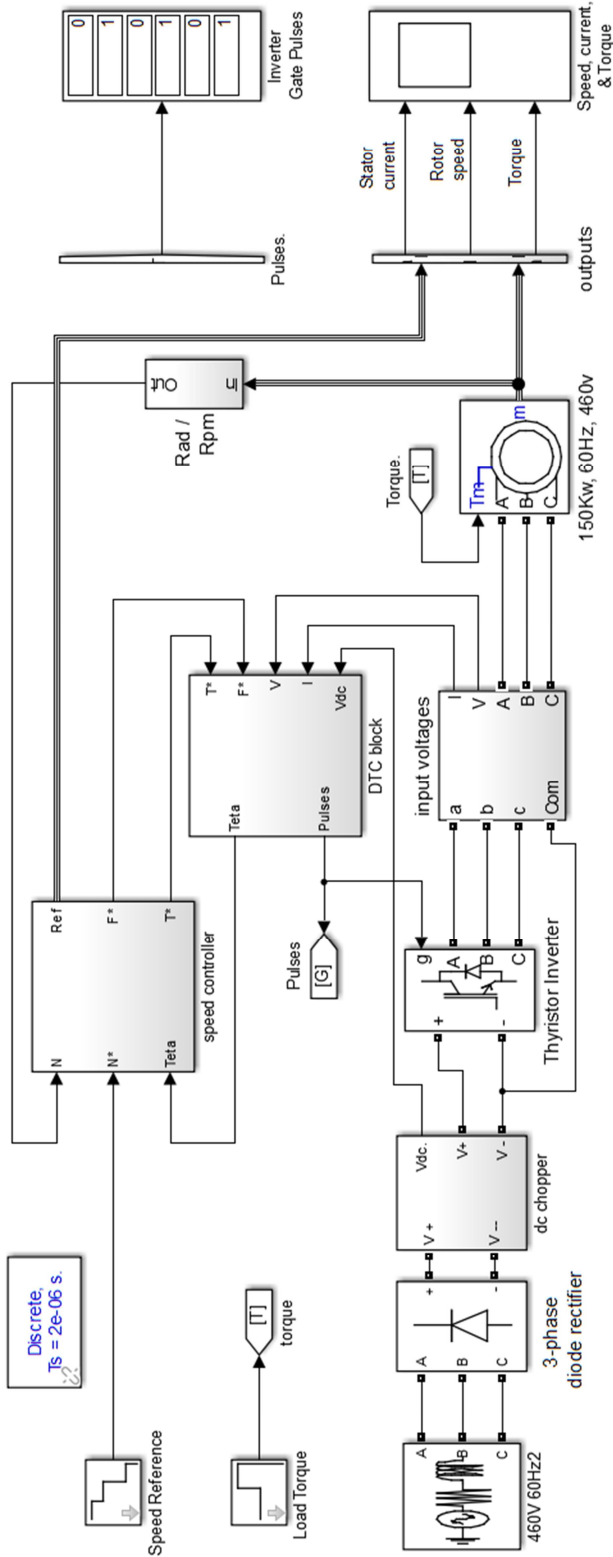 Discrete,
Ts = 2e-06 s.
Speed Reference
N
N*
Teta
Ref
F*
T*
speed controller
Load Torque
[T]
torque
Teta
Pulses
T*
F*
V
I
Vdc
DTC block
Pulses
[G]
In
Out
Rad /
Rpm
Pulses.
0
1
0
1
0
1
Inverter
Gate Pulses
A
B
C
460V 60Hz2
A
B
C
+
-
3-phase
diode rectifier
V +
V --
Vdc.
V+
V -
dc chopper
+
-
g
A
B
C
Thyristor Inverter
a
b
c
Com
I
V
A
B
C
input voltages
Torque.
[T]
Tm
m
A
B
C
150Kw, 60Hz, 460v
outputs
Stator
current
Rotor
speed
Torque
Speed, current,
& Torque